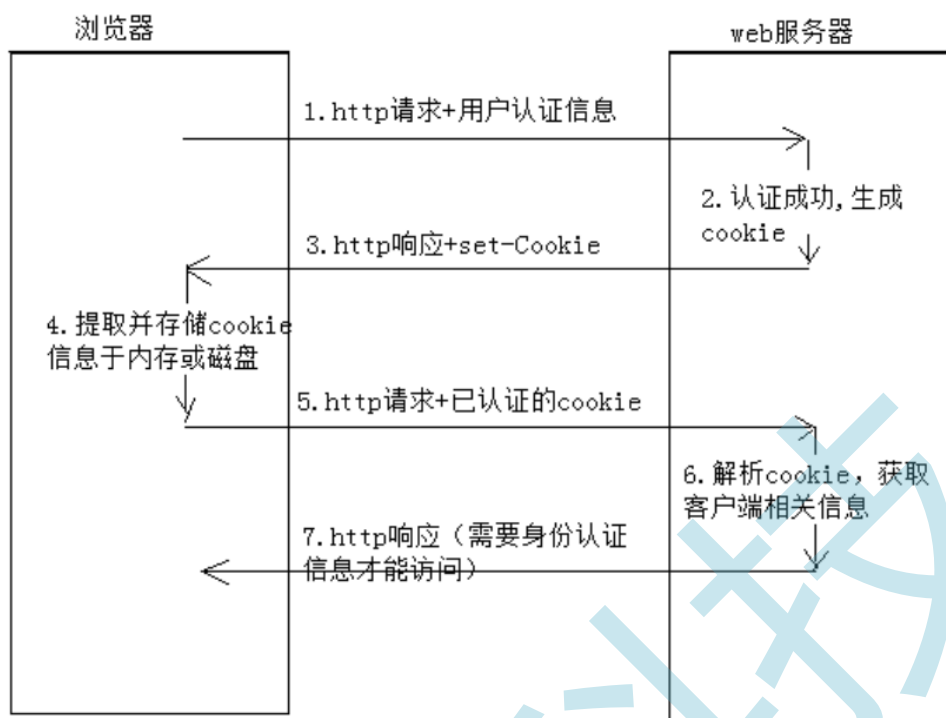 浏览器
web服务器
1.http请求+用户认证信息
2.认证成功,生成
cookie
3.http响应+set-Cookie
4.提取并存储cookie
信息于内存或磁盘
5.http请求+已认证的cookie
6.解析cookie，获取
客户端相关信息
7.http响应（需要身份认证
信息才能访问）
科技